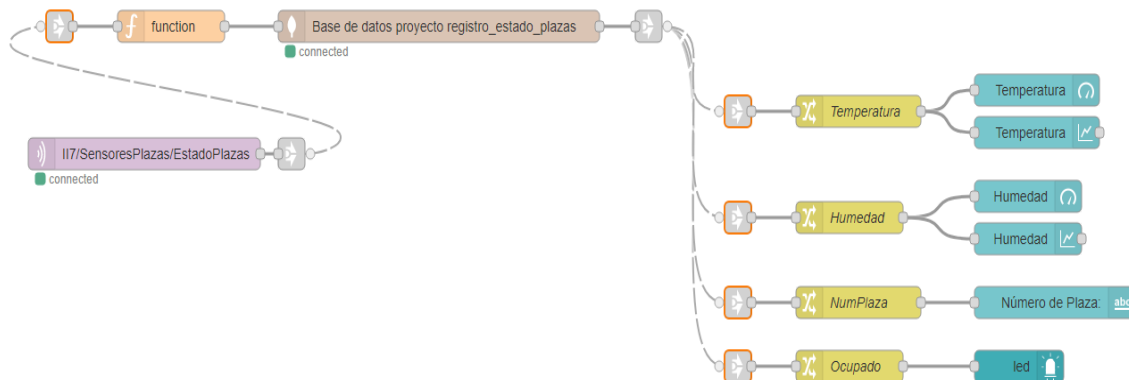 function
Base de datos proyecto registro_estado_plazas
connected
II7/SensoresPlazas/EstadoPlazas
connected
Temperatura
Temperatura
Temperatura
Humedad
Humedad
Humedad
NumPlaza
Número de Plaza:
abc
Ocupado
led